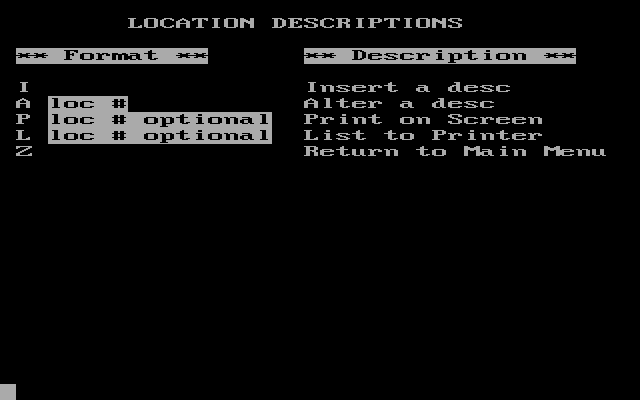 LOCATION DESCRIPTIONS
** Format ** ** Description **
I Insert a desc
A loc # Alter a desc
P loc # optional Print on Screen
L loc # optional List to Printer
Z Return to Main Menu